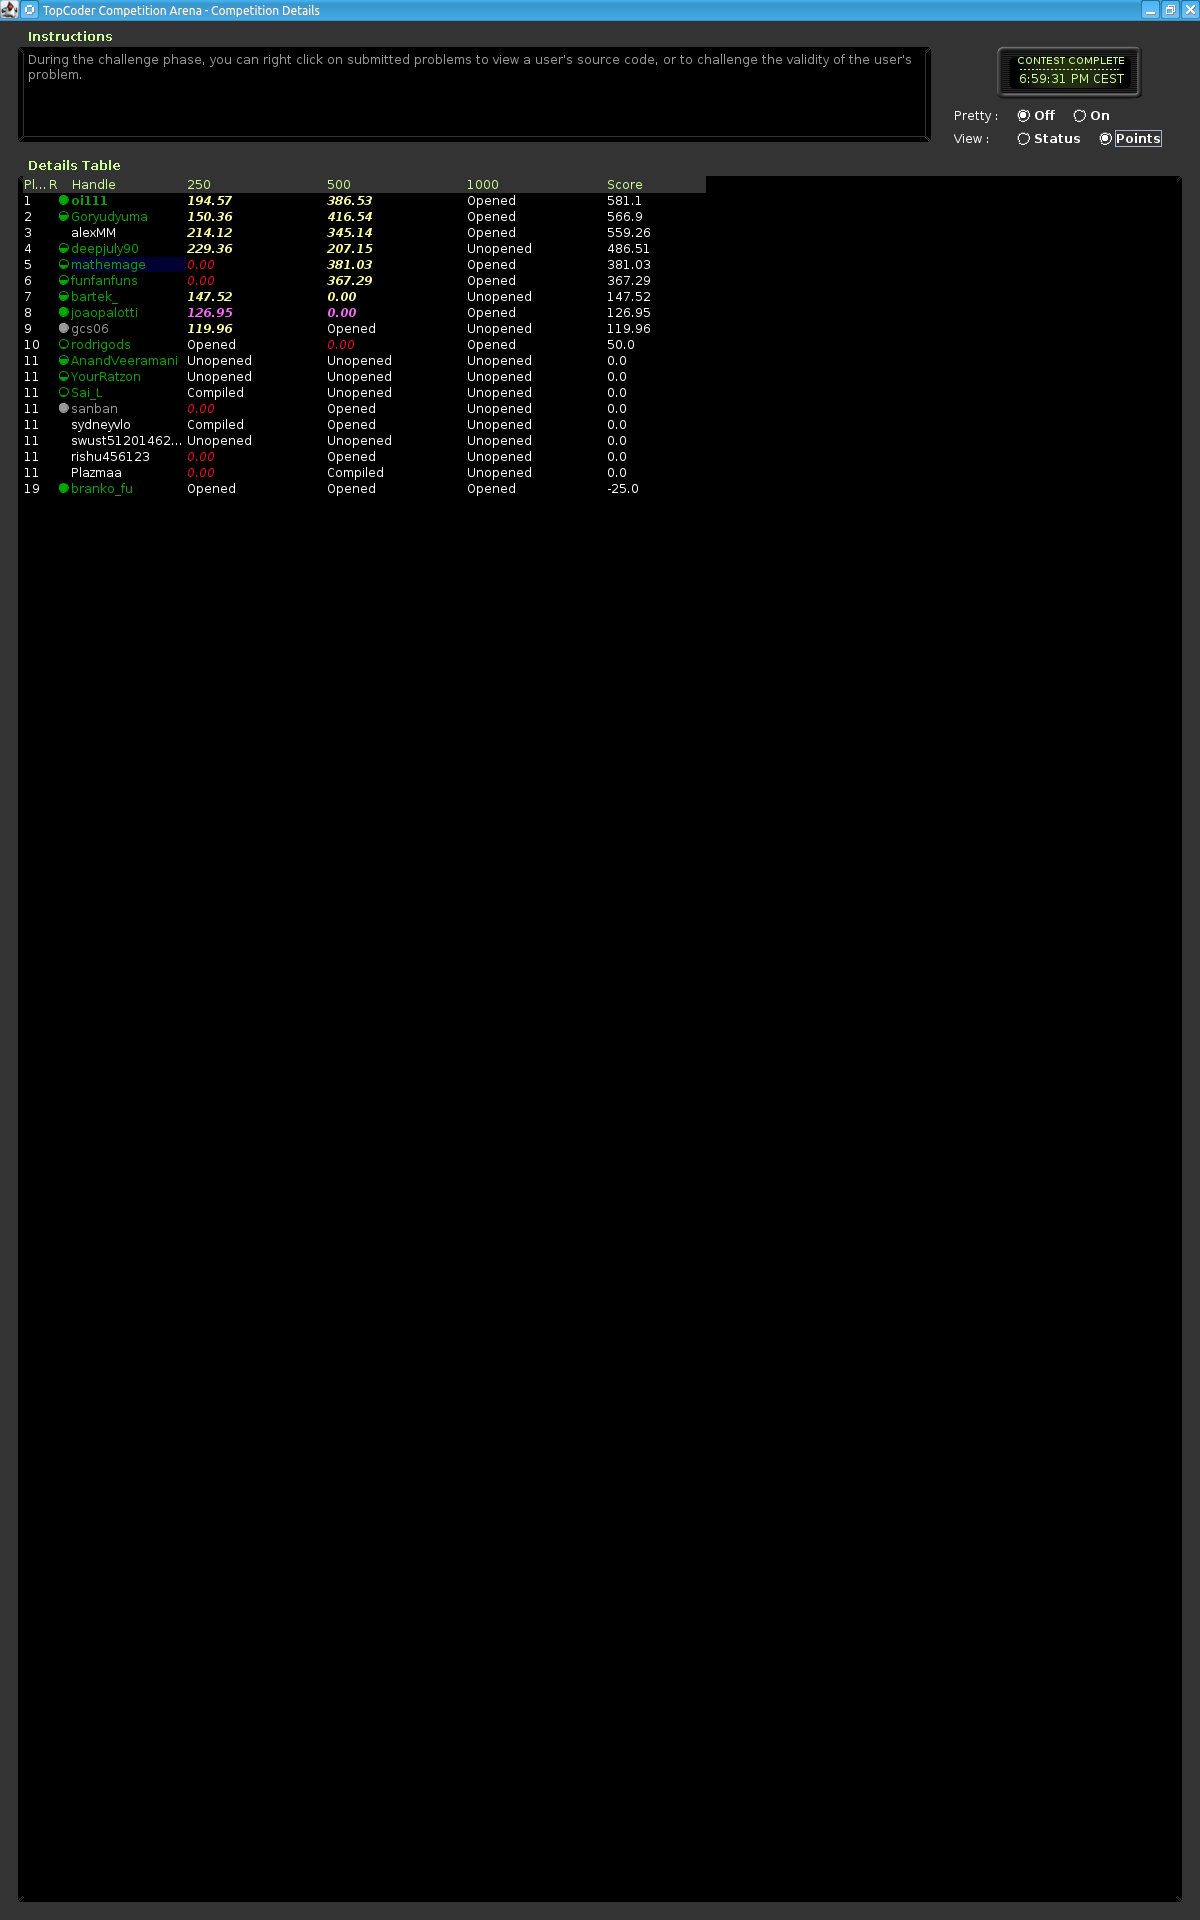 TopCoder Competition Arena - Competition Details
Instructions
During the challenge phase, you can right click on submitted problems to view a user's source code, or to challenge the validity of the user's
problem.
CONTEST COMPLETE
6:59:31 PM CEST
Pretty : Off On
View : Status Points
Details Table
Pl... R Handle 250 500 1000 Score
1 oi111 194.57 386.53 Opened 581.1
2 Goryudyuma 150.36 416.54 Opened 566.9
3 alexMM 214.12 345.14 Opened 559.26
4 deepjuly90 229.36 207.15 Unopened 486.51
5 mathemage 0.00 381.03 Opened 381.03
6 funfanfuns 0.00 367.29 Opened 367.29
7 bartek_ 147.52 0.00 Unopened 147.52
8 joaopalotti 126.95 0.00 Opened 126.95
9 gcs06 119.96 Opened Unopened 119.96
10 rodrigods Opened 0.00 Opened 50.0
11 AnandVeeramani Unopened Unopened Unopened 0.0
11 YourRatzon Unopened Unopened Unopened 0.0
11 Sai_L Compiled Unopened Unopened 0.0
11 sanban 0.00 Opened Unopened 0.0
11 sydneyvlo Compiled Opened Unopened 0.0
11 swust51201462... Unopened Unopened Unopened 0.0
11 rishu456123 0.00 Opened Unopened 0.0
11 Plazmaa 0.00 Compiled Unopened 0.0
19 branko_fu Opened Opened Opened -25.0